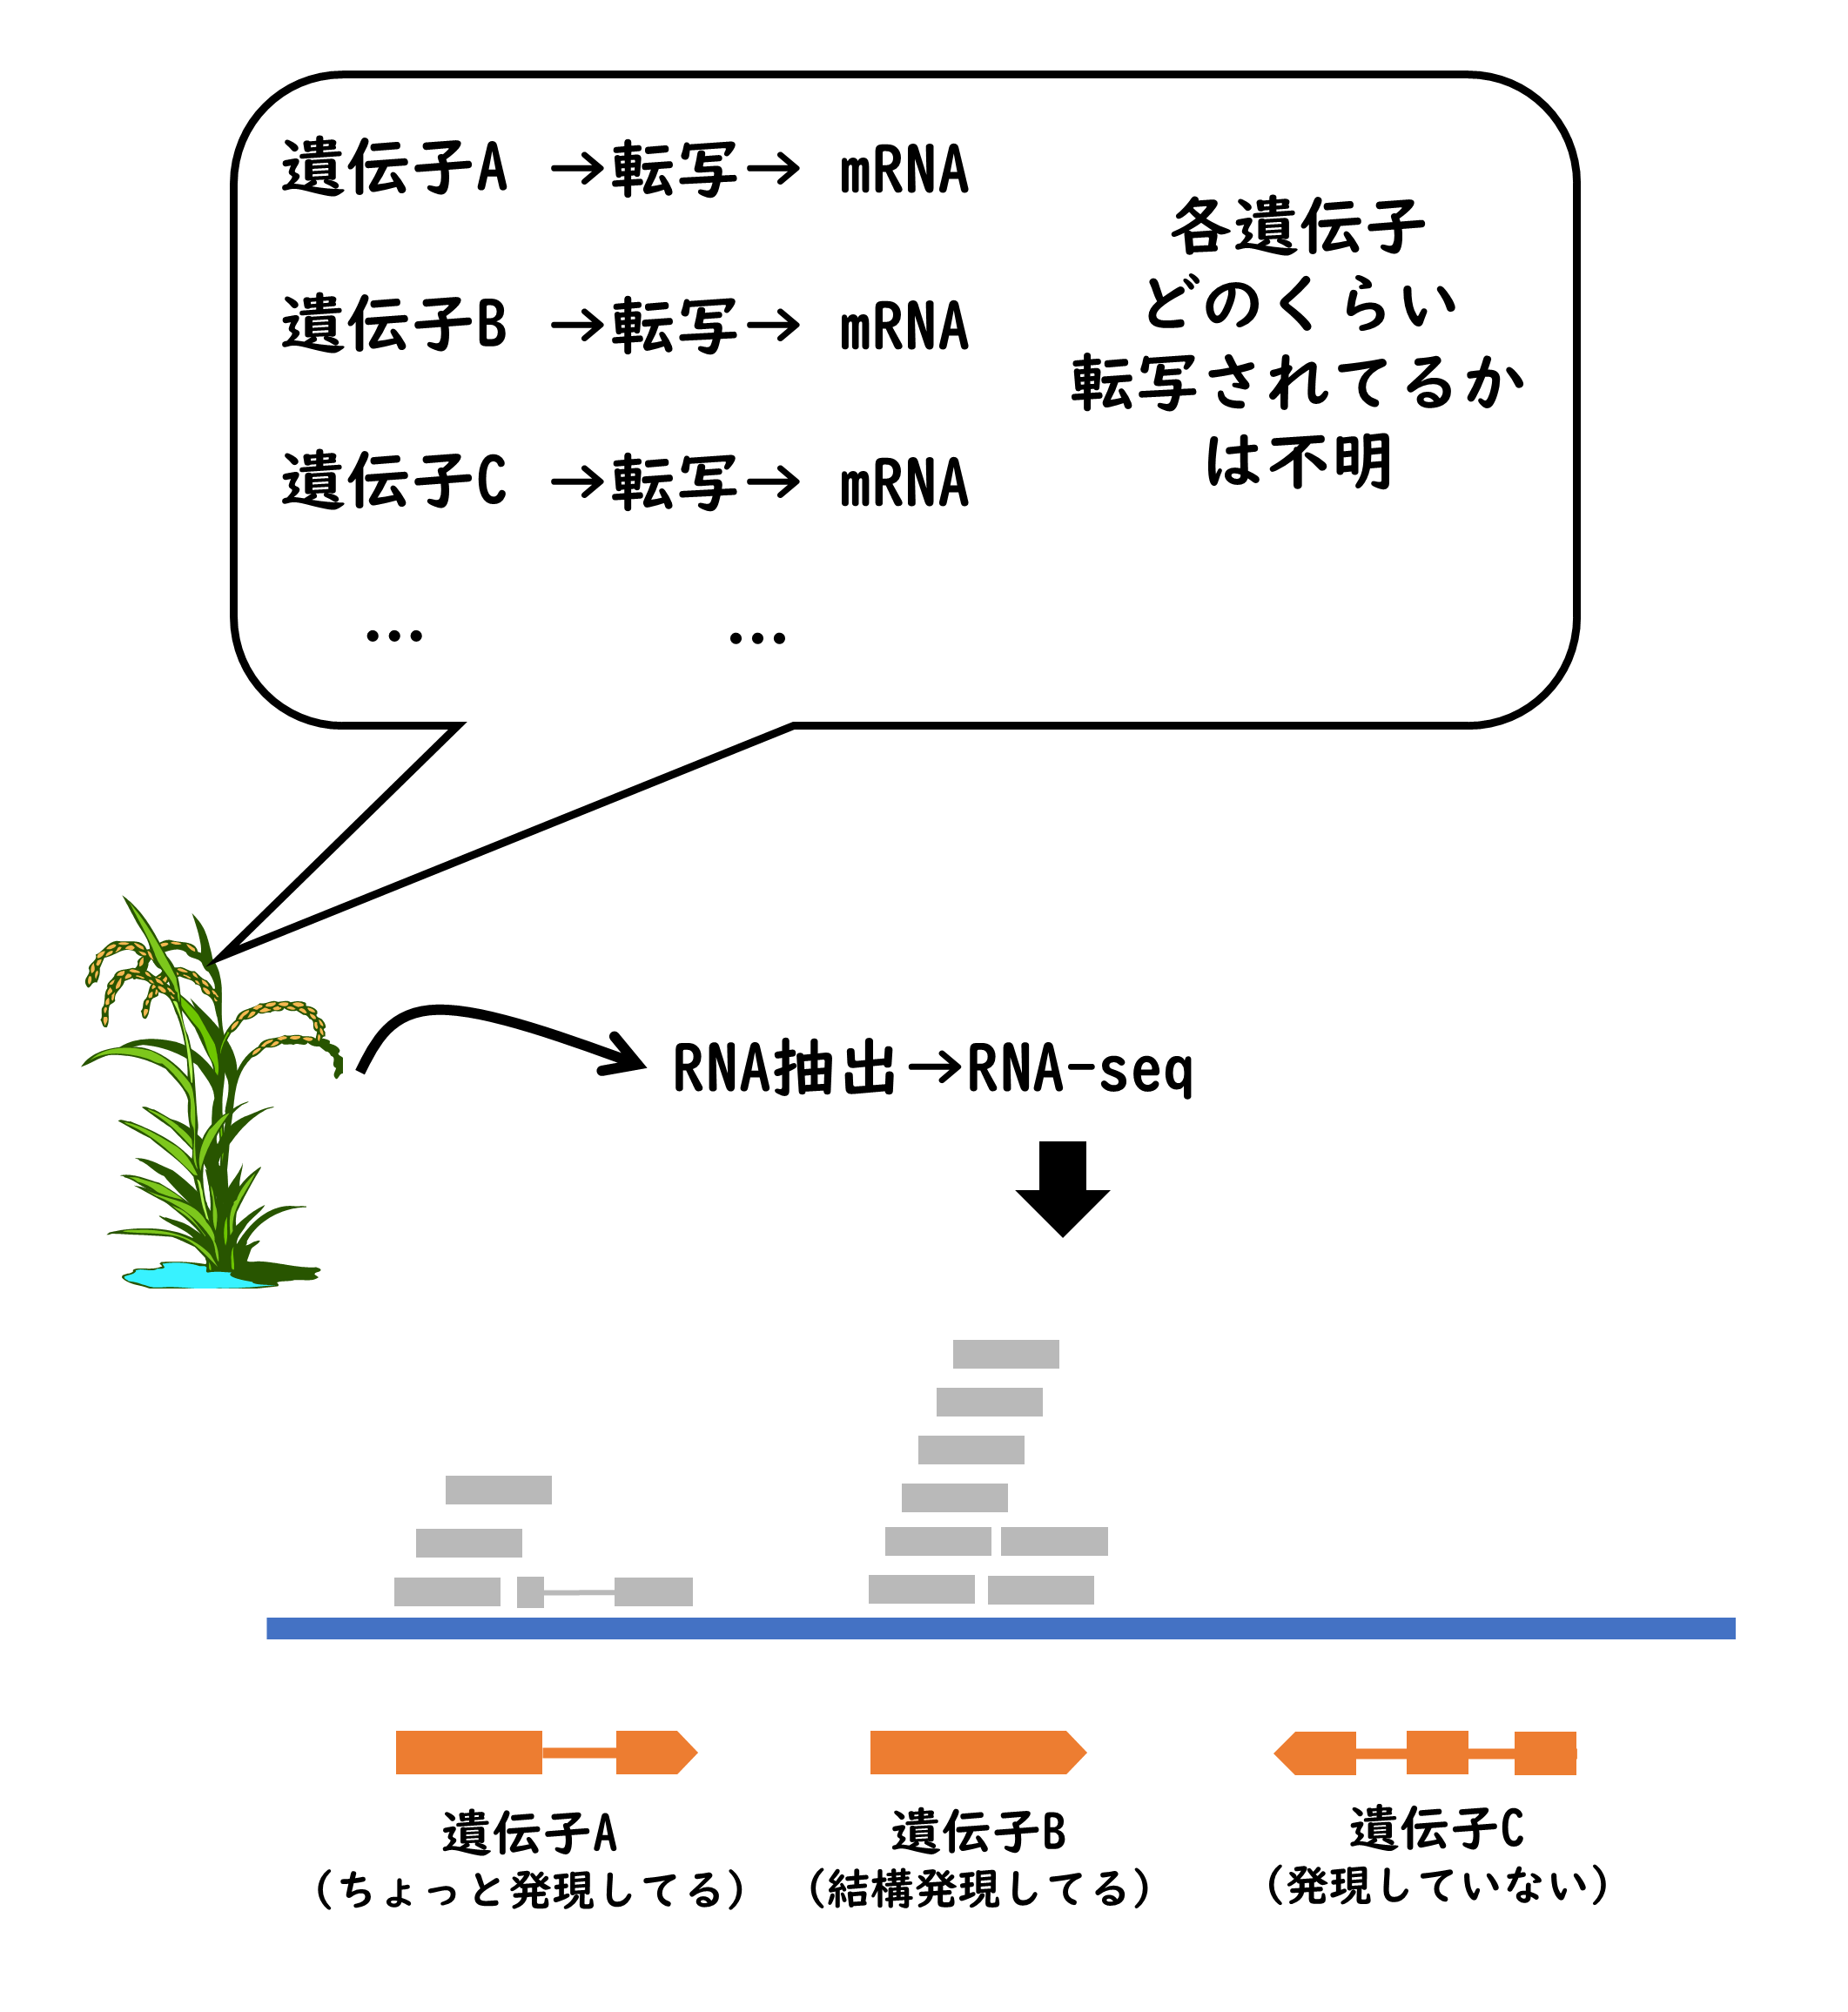 遺伝子A →転写→ mRNA
遺伝子B →転写→ mRNA
遺伝子C →転写→ mRNA
… …
各遺伝子
どのくらい
転写されてるか
は不明
RNA抽出→RNA-seq
遺伝子A
(ちょっと発現してる)
遺伝子B
(結構発現してる)
遺伝子C
(発現していない)